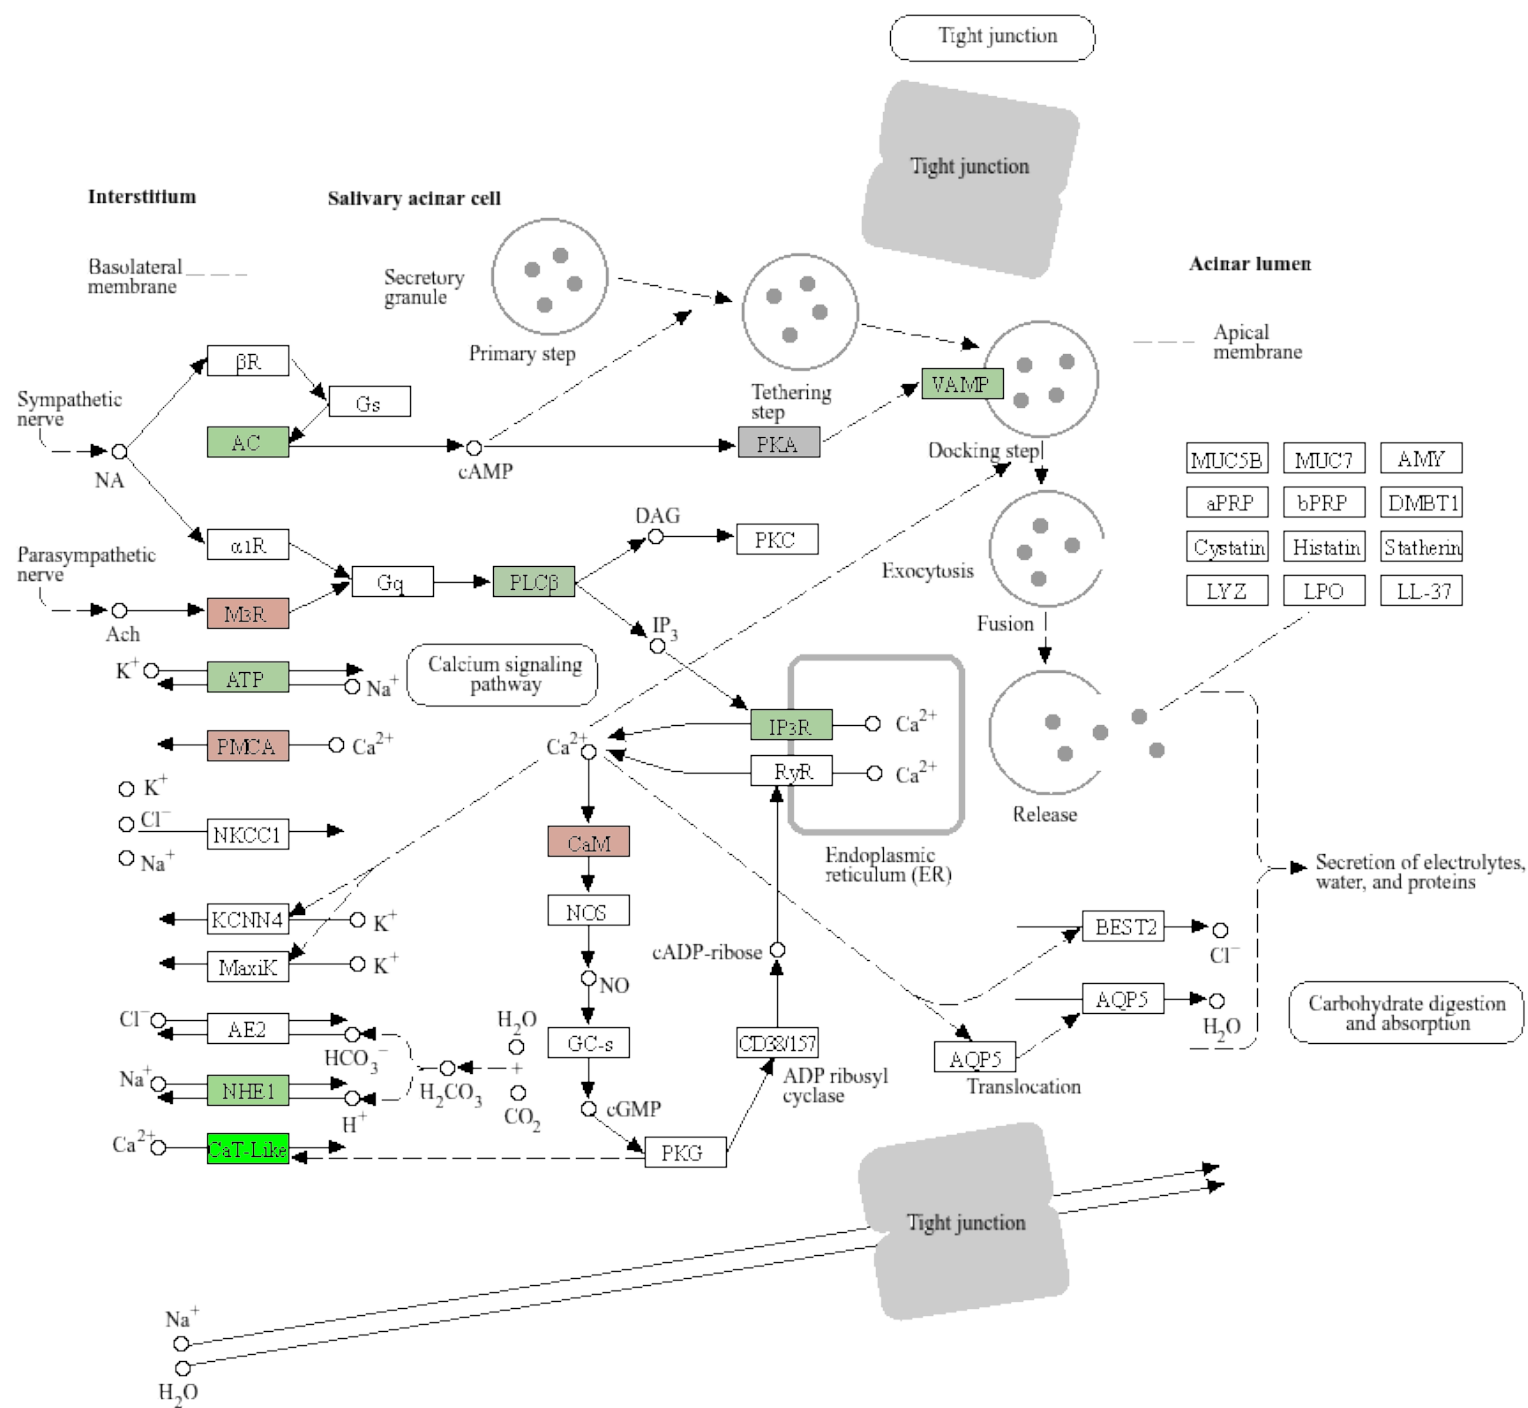 Tight junction
Tight junction
Interstitium
Salivary acinar cell
Basolateral
membrane
Secretory
granule
Primary step
Acinar lumen
Apical
membrane
Tethering
step
Sympathetic
nerve
NA
βR
Gs
AC
cAMP
PKA
VAMP
Docking step
MUC5B
MUC7
AMY
aPRP
bPRP
DMBT1
Cystatin
Histatin
Statherin
LYZ
LPO
LL-37
α1R
Parasympathetic
nerve
Ach
M3R
Gq
PLCβ
DAG
PKC
IP3
Exocytosis
Fusion
K+
ATP
Na+
Calcium signaling
pathway
PMCA
Ca2+
Ca2+
IP3R
Ca2+
RyR
Ca2+
Release
Endoplasmic
reticulum (ER)
K+
Cl−
NKCC1
Na+
CaM
Secretion of electrolytes,
water, and proteins
KCNN4
K+
MaxiK
K+
NOS
NO
cADP-ribose
BEST2
Cl−
AQP5
H2O
AQP5
Translocation
Carbohydrate digestion
and absorption
Cl−
AE2
HCO3−
H2O
+
CO2
H2CO3
GC-s
CD38/157
ADP ribosyl
cyclase
Na+
NHE1
H+
cGMP
Ca2+
CaT-Like
PKG
Tight junction
Na+
H2O